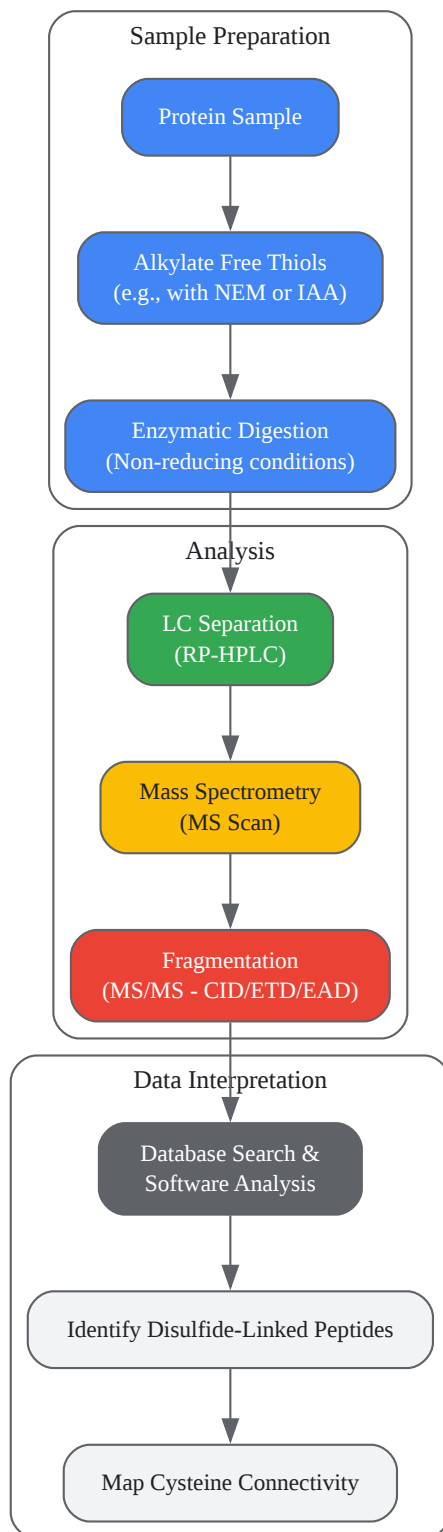 Sample Preparation
Protein Sample
Alkylate Free Thiols
(e.g., with NEM or IAA)
Enzymatic Digestion
(Non-reducing conditions)
Analysis
LC Separation
(RP-HPLC)
Mass Spectrometry
(MS Scan)
Fragmentation
(MS/MS - CID/ETD/EAD)
Data Interpretation
Database Search &
Software Analysis
Identify Disulfide-Linked Peptides
Map Cysteine Connectivity